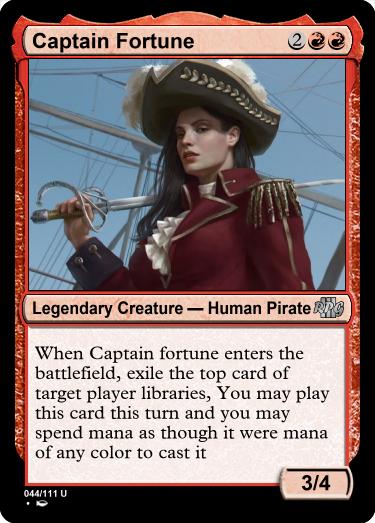 Captain Fortune 2
Legendary Creature — Human Pirate RPG
When Captain fortune enters the
battlefield, exile the top card of
target player libraries, You may play
this card this turn and you may
spend mana as though it were mana
of any color to cast it
3/4
044/111 U